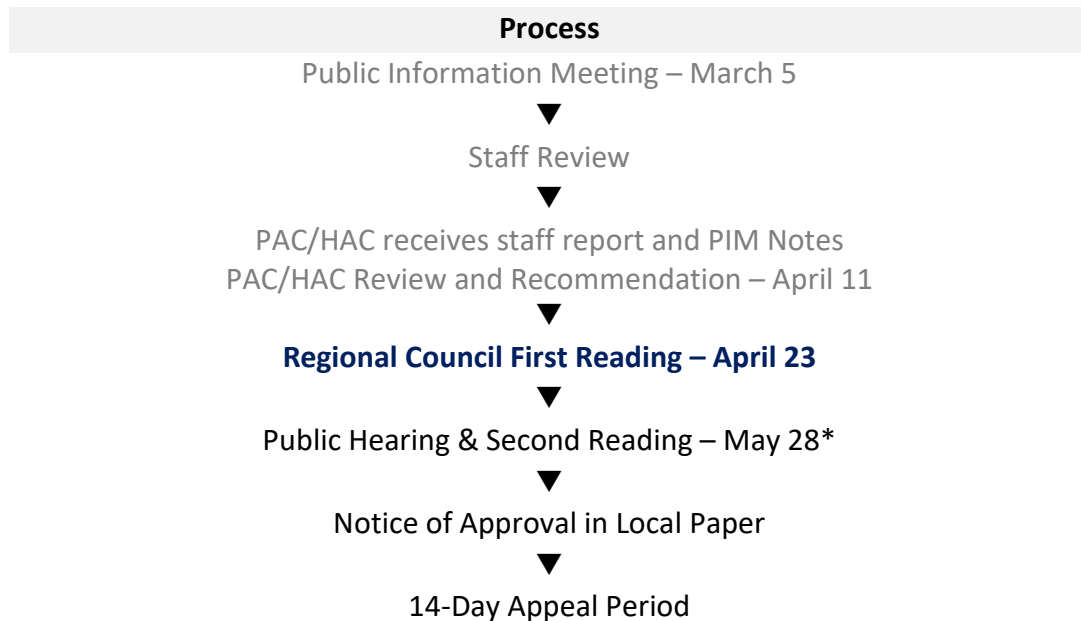 Process
Public Information Meeting – March 5
Staff Review
PAC/HAC receives staff report and PIM Notes
PAC/HAC Review and Recommendation – April 11
Regional Council First Reading – April 23
Public Hearing & Second Reading – May 28*
Notice of Approval in Local Paper
14-Day Appeal Period